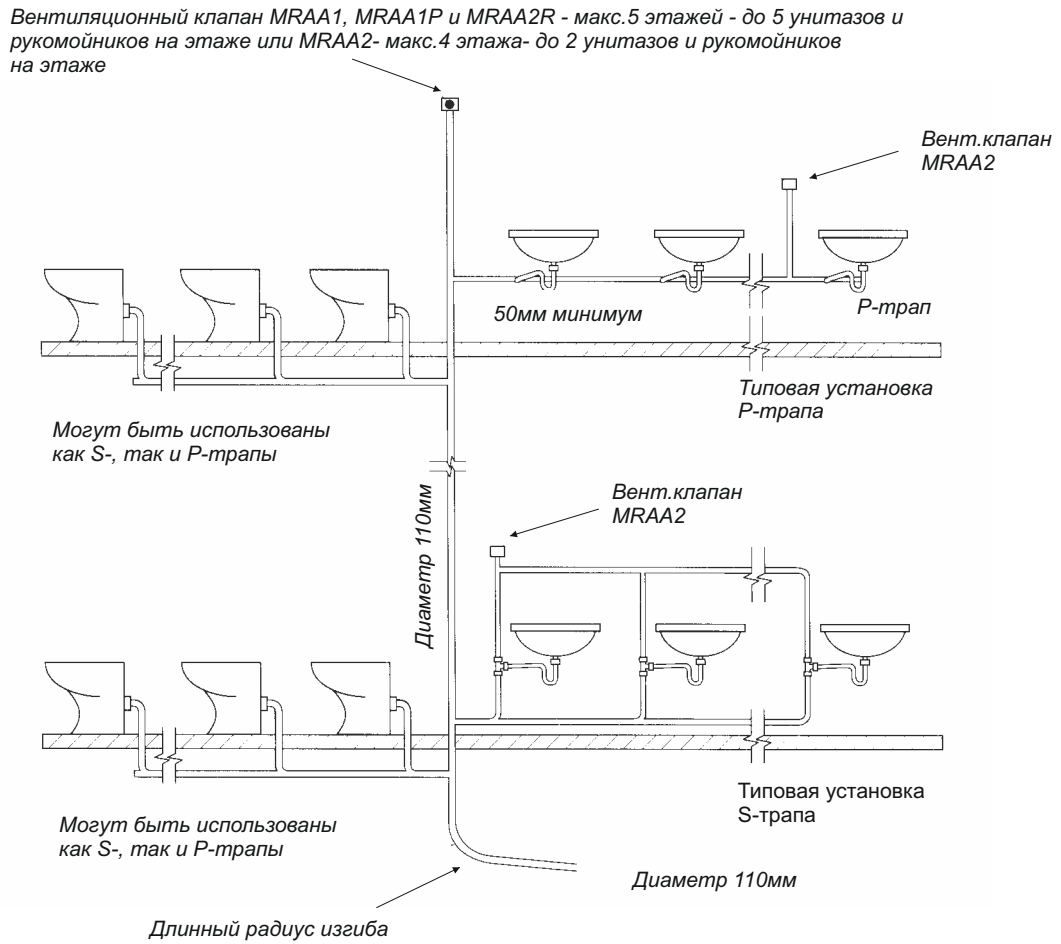 Вентиляционный клапан MRAA1, MRAA1P и MRAA2R - макс.5 этажей - до 5 унитазов и
рукомойников на этаже или MRAA2- макс.4 этажа- до 2 унитазов и рукомойников
на этаже
Вент.клапан
MRAA2
50мм минимум
Р-трап
Типовая установка
Р-трапа
Могут быть использованы
как S-, так и Р-трапы
Вент.клапан
MRAA2
Диаметр 110мм
Типовая установка
S-трапа
Могут быть использованы
как S-, так и Р-трапы
Диаметр 110мм
Длинный радиус изгиба